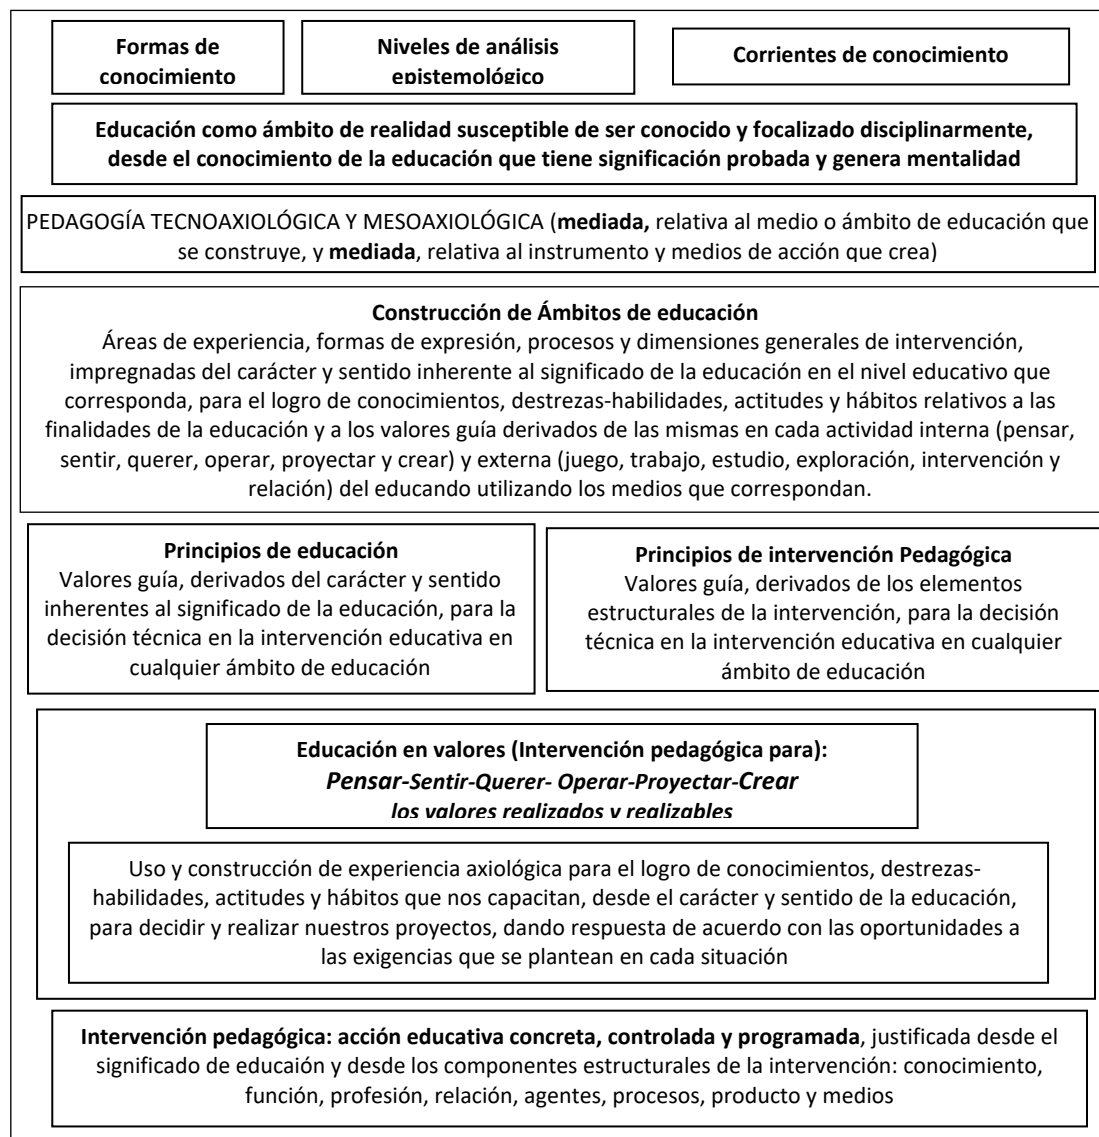 Formas de
conocimiento
Niveles de análisis
epistemológico
Corrientes de conocimiento
Educación como ámbito de realidad susceptible de ser conocido y focalizado disciplinarmente,
desde el conocimiento de la educación que tiene significación probada y genera mentalidad
PEDAGOGÍA TECNOAXIOLÓGICA Y MESOAXIOLÓGICA (mediada, relativa al medio o ámbito de educación que
se construye, y mediada, relativa al instrumento y medios de acción que crea)
Construcción de Ámbitos de educación
Áreas de experiencia, formas de expresión, procesos y dimensiones generales de intervención,
impregnadas del carácter y sentido inherente al significado de la educación en el nivel educativo que
corresponda, para el logro de conocimientos, destrezas-habilidades, actitudes y hábitos relativos a las
finalidades de la educación y a los valores guía derivados de las mismas en cada actividad interna (pensar,
sentir, querer, operar, proyectar y crear) y externa (juego, trabajo, estudio, exploración, intervención y
relación) del educando utilizando los medios que correspondan.
Principios de educación
Valores guía, derivados del carácter y sentido
inherentes al significado de la educación, para la
decisión técnica en la intervención educativa en
cualquier ámbito de educación
Principios de intervención Pedagógica
Valores guía, derivados de los elementos
estructurales de la intervención, para la decisión
técnica en la intervención educativa en cualquier
ámbito de educación
Educación en valores (Intervención pedagógica para):
Pensar-Sentir-Querer- Operar-Proyectar-Crear
los valores realizados y realizables
Uso y construcción de experiencia axiológica para el logro de conocimientos, destrezas-
habilidades, actitudes y hábitos que nos capacitan, desde el carácter y sentido de la educación,
para decidir y realizar nuestros proyectos, dando respuesta de acuerdo con las oportunidades a
las exigencias que se plantean en cada situación
Intervención pedagógica: acción educativa concreta, controlada y programada, justificada desde el
significado de educaión y desde los componentes estructurales de la intervención: conocimiento,
función, profesión, relación, agentes, procesos, producto y medios